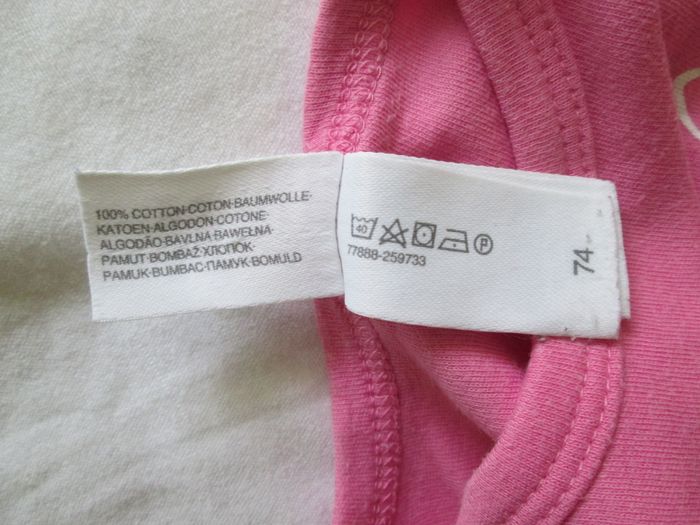 100% COTTON·COTON·BAUMWOLLE·
KATOEN·ALGODON·COTONE·
ALGODÃO·BAVLNA·BAWEŁNA·
PAMUT·BOMBAŽ·ХЛОПОК·
PAMUK·BUMBAC·ПАМУК·BOMULD
40
P
77888-259733
74